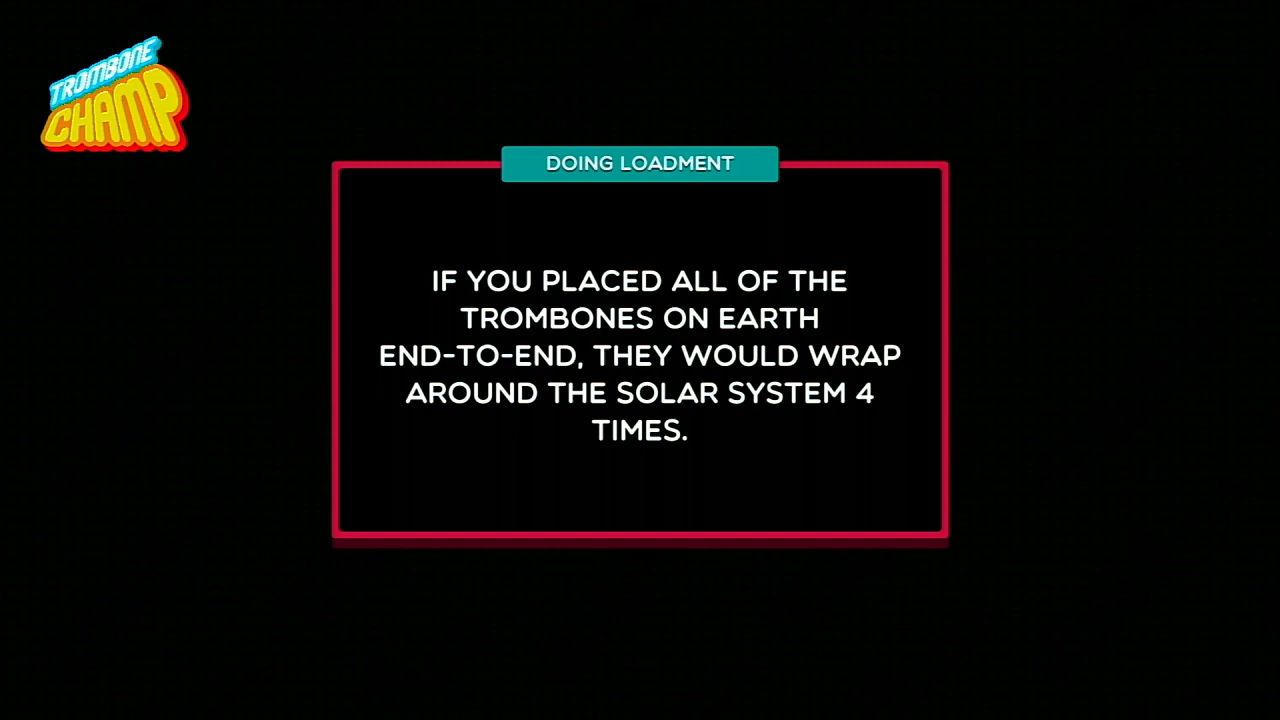 TROMBONE
CHAMP
DOING LOADMENT
IF YOU PLACED ALL OF THE
TROMBONES ON EARTH
END-TO-END, THEY WOULD WRAP
AROUND THE SOLAR SYSTEM 4
TIMES.